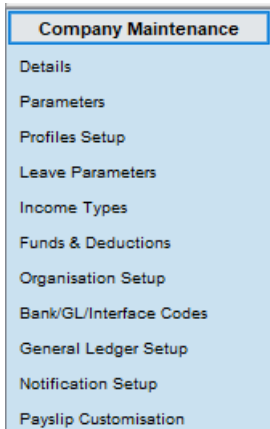 Company Maintenance
Details
Parameters
Profiles Setup
Leave Parameters
Income Types
Funds & Deductions
Organisation Setup
Bank/GL/Interface Codes
General Ledger Setup
Notification Setup
Payslip Customisation